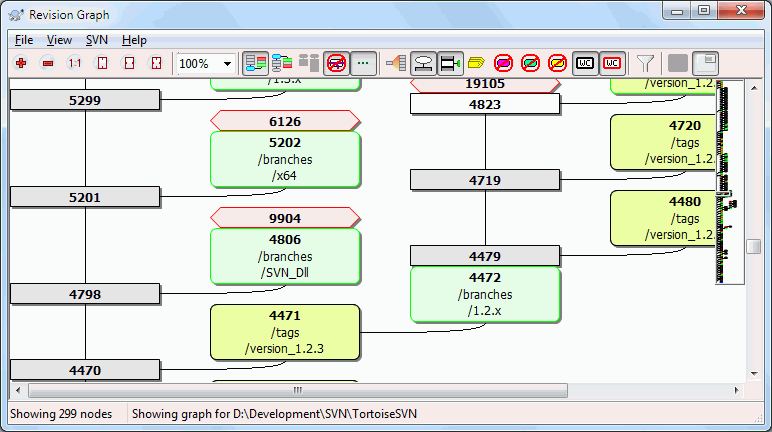 Revision Graph
File View SVN Help
1:1
100%
WC WC
/1.3.x
19105
/version_1.2.
5299
4823
6126
5202
/branches
/x64
4720
/tags
/version_1.2.
5201
4719
9904
4806
/branches
/SVN_Dll
4480
/tags
/version_1.2.
4479
4798
4472
/branches
/1.2.x
4471
/tags
/version_1.2.3
4470
Showing 299 nodes Showing graph for D:\Development\SVN\TortoiseSVN